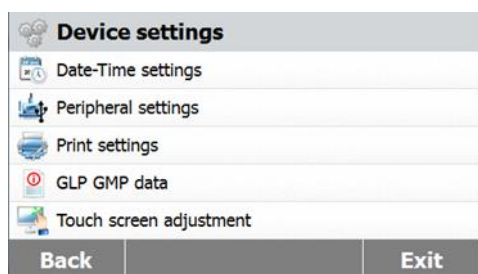 Device settings
Date-Time settings
Peripheral settings
Print settings
GLP GMP data
Touch screen adjustment
Back Exit